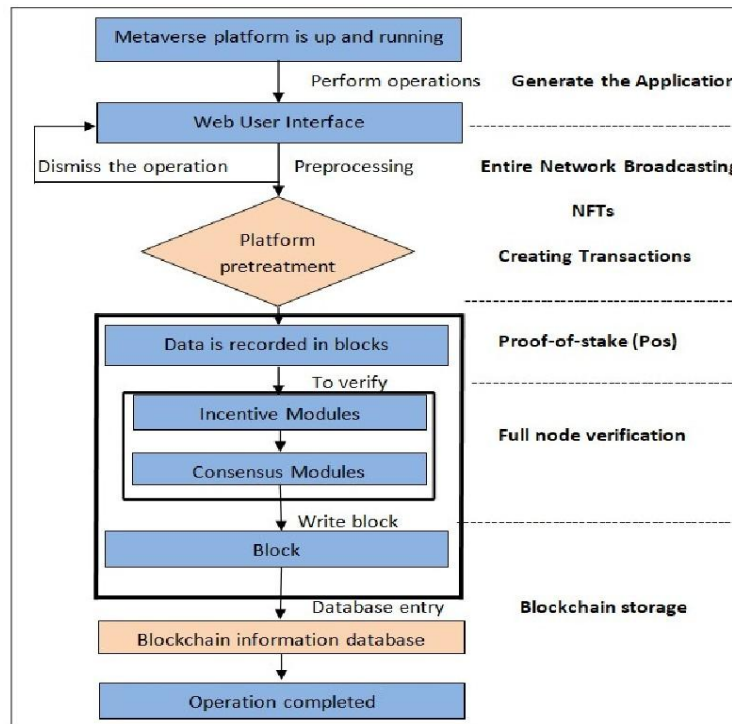 Metaverse platform is up and running
Perform operations
Generate the Application
Web User Interface
Dismiss the operation
Preprocessing
Entire Network Broadcasting
NFTs
Platform
pretreatment
Creating Transactions
Data is recorded in blocks
Proof-of-stake (Pos)
To verify
Incentive Modules
Full node verification
Consensus Modules
Write block
Block
Database entry
Blockchain storage
Blockchain information database
Operation completed